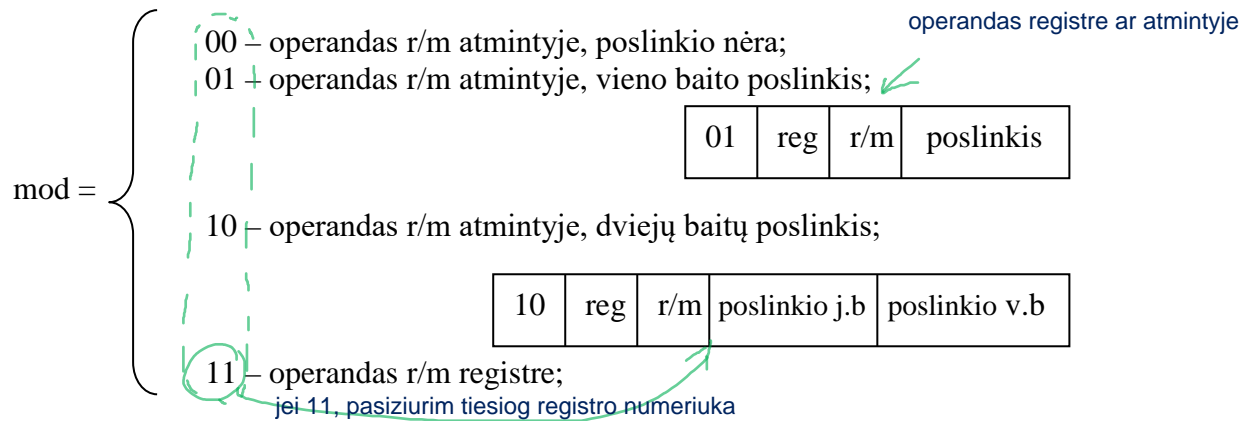 operandas registre ar atmintyje
00 – operandas r/m atmintyje, poslinkio nėra;
01 – operandas r/m atmintyje, vieno baito poslinkis;
01 reg r/m poslinkis
mod =
10 – operandas r/m atmintyje, dviejų baitų poslinkis;
10 reg r/m poslinkio j.b poslinkio v.b
11 – operandas r/m registre;
jei 11, pasiziurim tiesiog registro numeriuka